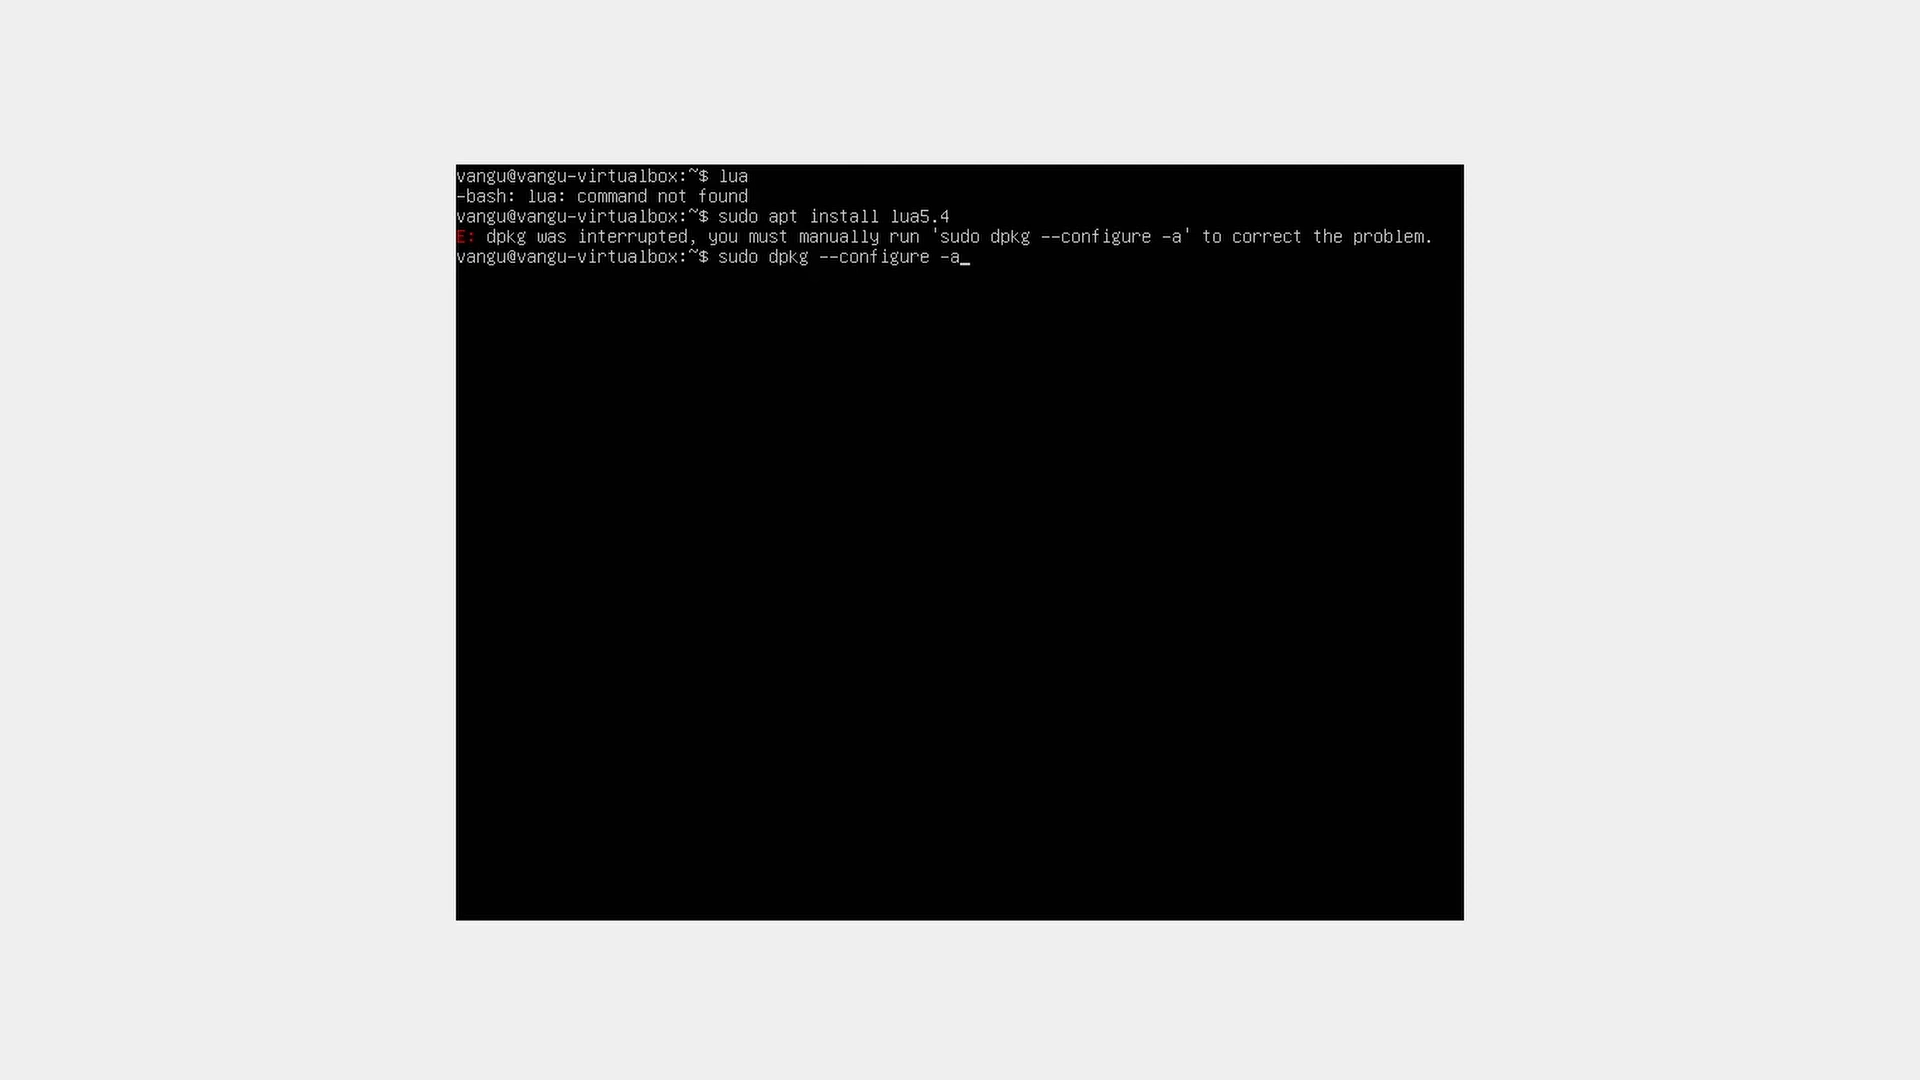 vangu@vangu-virtualbox:~$ lua
-bash: lua: command not found
vangu@vangu-virtualbox:~$ sudo apt install lua5.4
E: dpkg was interrupted, you must manually run 'sudo dpkg --configure -a' to correct the problem.
vangu@vangu-virtualbox:~$ sudo dpkg --configure -a_